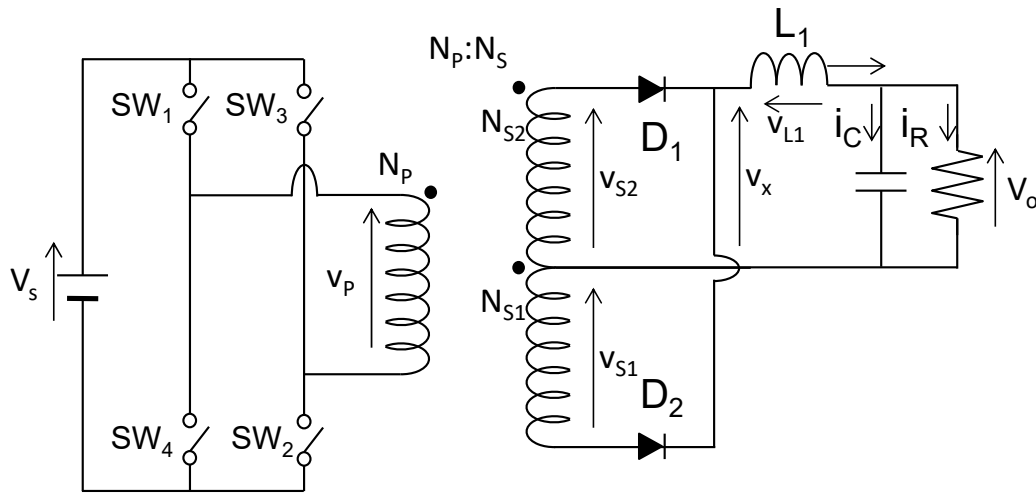 N_P:N_S
L_1
SW_1
SW_3
N_S2
D_1
v_L1
i_C
i_R
N_P
v_S2
v_x
V_o
V_s
v_P
N_S1
v_S1
D_2
SW_4
SW_2